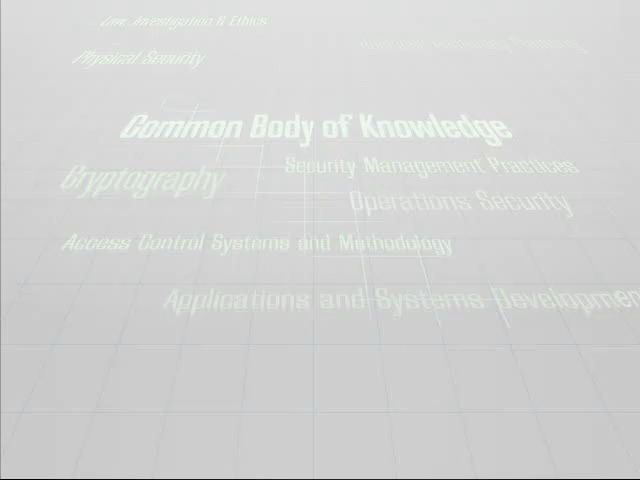 Law, Investigation & Ethics
Physical Security
Common Body of Knowledge
Security Management Practices
Cryptography
Operations Security
Access Control Systems and Methodology
Applications and Systems Developmen